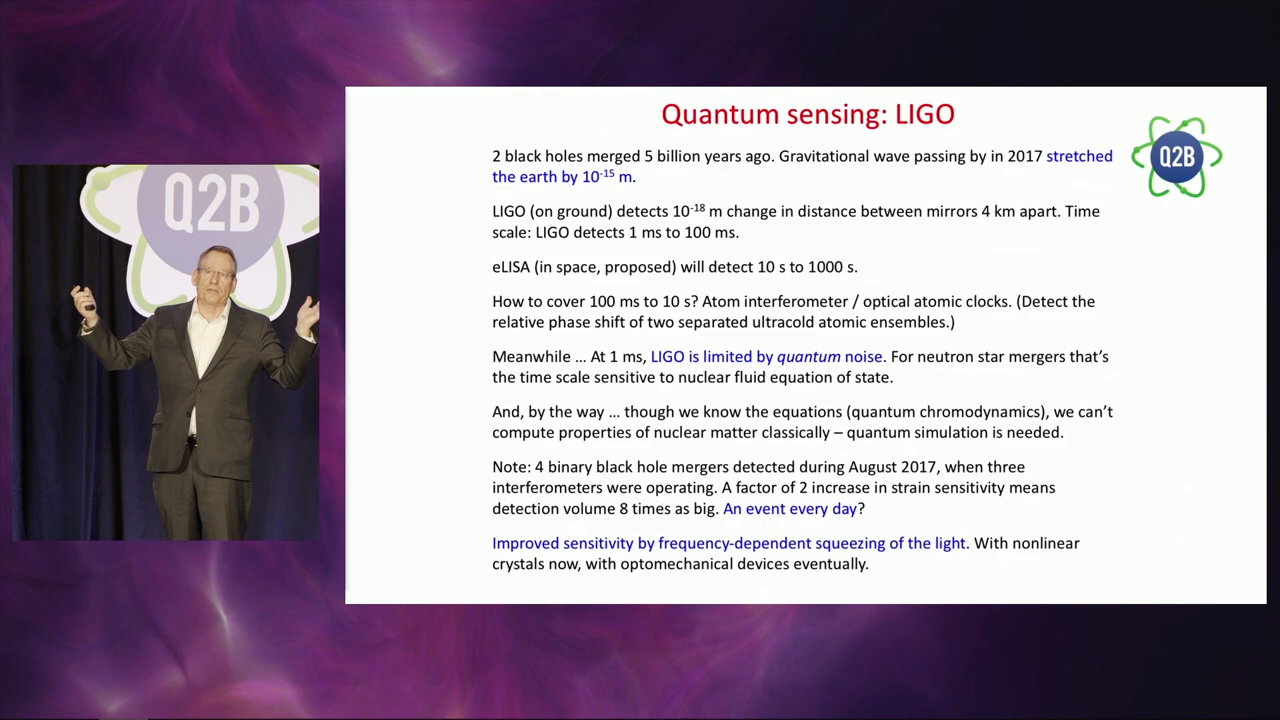 Q2B
Quantum sensing: LIGO
Q2B
2 black holes merged 5 billion years ago. Gravitational wave passing by in 2017 stretched
the earth by 10⁻¹⁵ m.
LIGO (on ground) detects 10⁻¹⁸ m change in distance between mirrors 4 km apart. Time
scale: LIGO detects 1 ms to 100 ms.
eLISA (in space, proposed) will detect 10 s to 1000 s.
How to cover 100 ms to 10 s? Atom interferometer / optical atomic clocks. (Detect the
relative phase shift of two separated ultracold atomic ensembles.)
Meanwhile … At 1 ms, LIGO is limited by quantum noise. For neutron star mergers that’s
the time scale sensitive to nuclear fluid equation of state.
And, by the way … though we know the equations (quantum chromodynamics), we can’t
compute properties of nuclear matter classically – quantum simulation is needed.
Note: 4 binary black hole mergers detected during August 2017, when three
interferometers were operating. A factor of 2 increase in strain sensitivity means
detection volume 8 times as big. An event every day?
Improved sensitivity by frequency-dependent squeezing of the light. With nonlinear
crystals now, with optomechanical devices eventually.